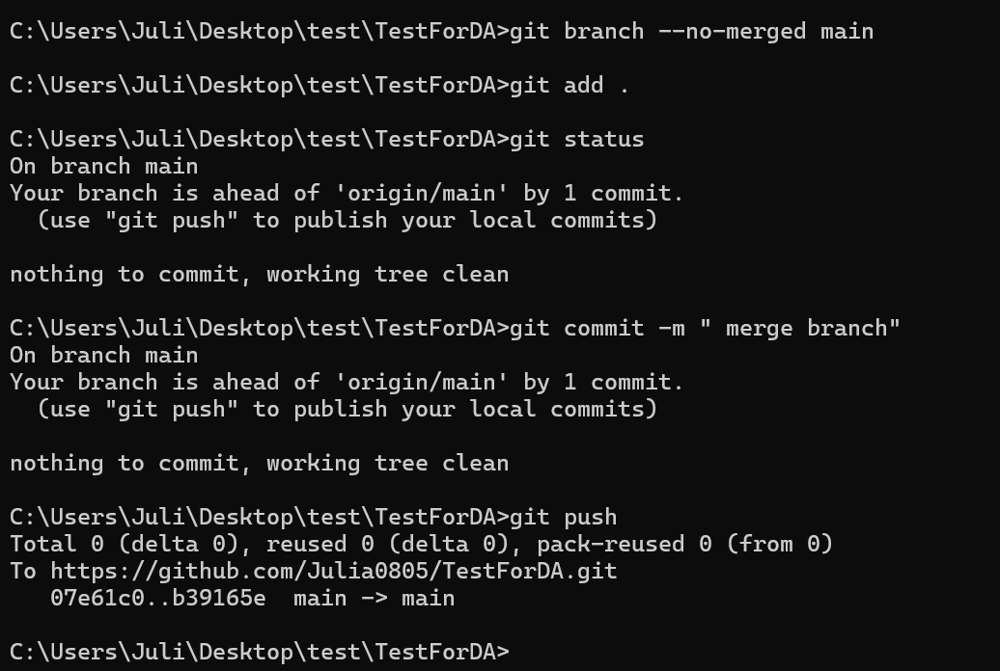 C:\Users\Juli\Desktop\test\TestForDA>git branch --no-merged main
C:\Users\Juli\Desktop\test\TestForDA>git add .
C:\Users\Juli\Desktop\test\TestForDA>git status
On branch main
Your branch is ahead of 'origin/main' by 1 commit.
  (use "git push" to publish your local commits)
nothing to commit, working tree clean
C:\Users\Juli\Desktop\test\TestForDA>git commit -m " merge branch"
On branch main
Your branch is ahead of 'origin/main' by 1 commit.
  (use "git push" to publish your local commits)
nothing to commit, working tree clean
C:\Users\Juli\Desktop\test\TestForDA>git push
Total 0 (delta 0), reused 0 (delta 0), pack-reused 0 (from 0)
To https://github.com/Julia0805/TestForDA.git
   07e61c0..b39165e  main -> main
C:\Users\Juli\Desktop\test\TestForDA>